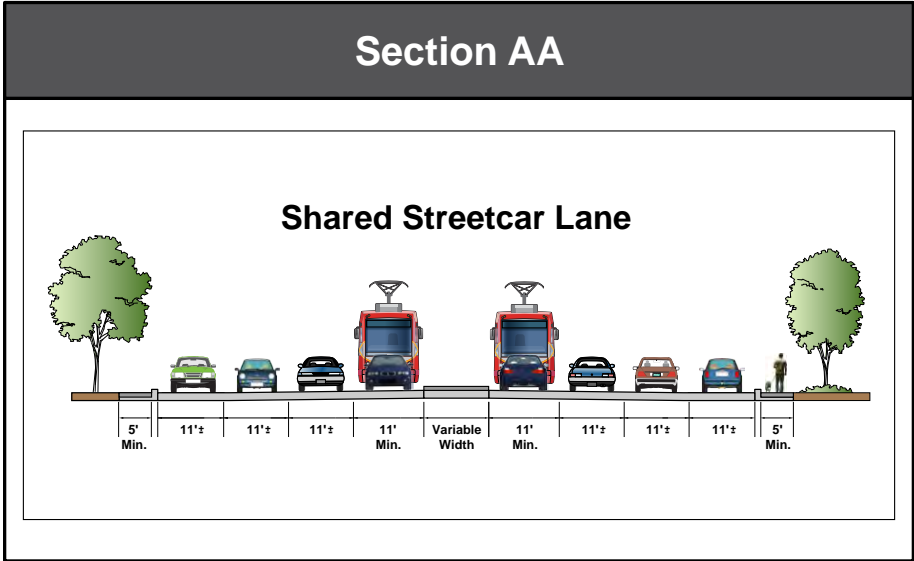 Section AA
Shared Streetcar Lane
5' 11'± 11'± 11'± 11' Variable 11' 11'± 11'± 11'± 5'
Min. Min. Width Min. Min.